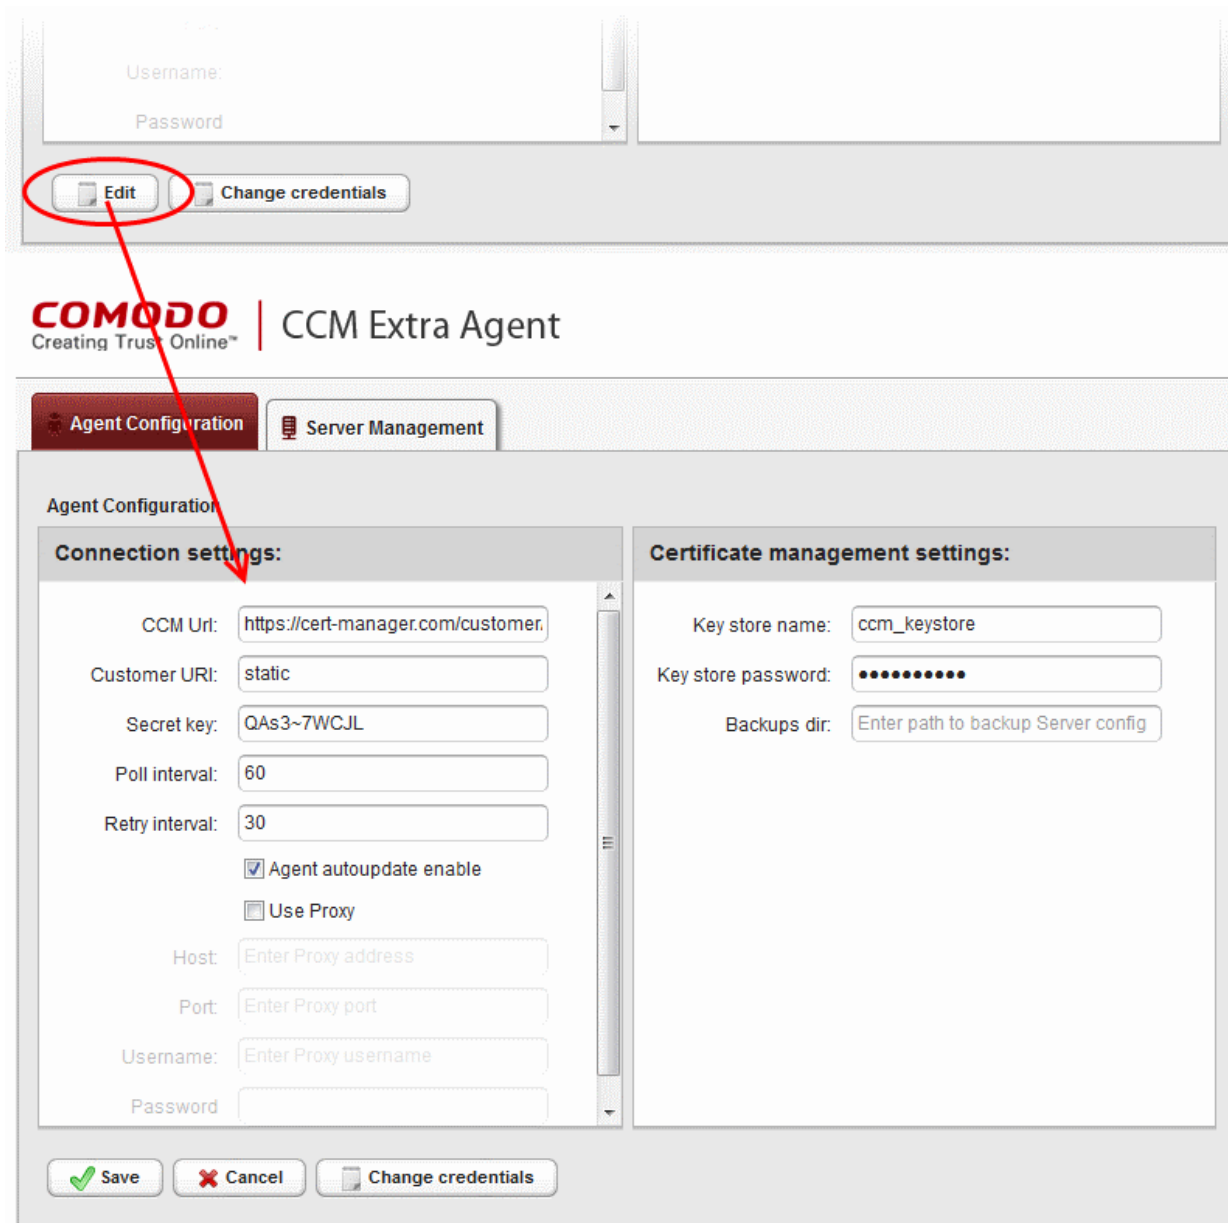 Username:
Password
Edit
Change credentials
COMODO
Creating Trust Online™
CCM Extra Agent
Agent Configuration
Server Management
Agent Configuration
Connection settings:
Certificate management settings:
CCM Url: https://cert-manager.com/customer/
Key store name: ccm_keystore
Customer URI: static
Key store password: ••••••••••
Secret key: QAs3~7WCJL
Backups dir: Enter path to backup Server config
Poll interval: 60
Retry interval: 30
Agent autoupdate enable
Use Proxy
Host: Enter Proxy address
Port: Enter Proxy port
Username: Enter Proxy username
Password
Save
Cancel
Change credentials